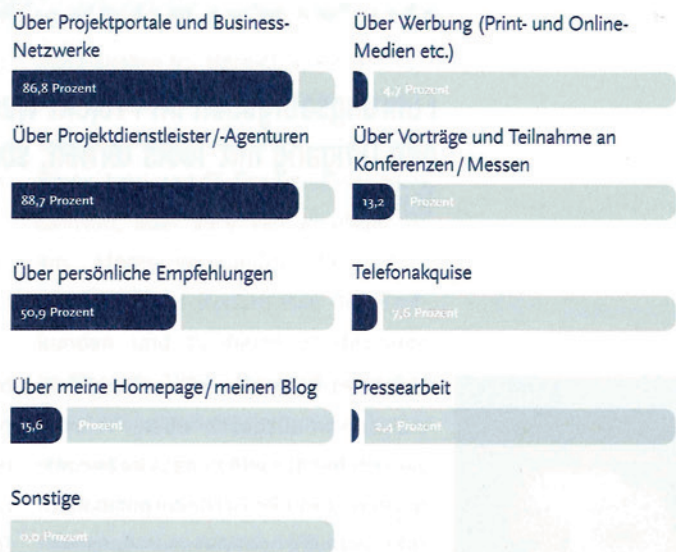 Über Projektportale und Business-
Netzwerke
86,8 Prozent
Über Werbung (Print- und Online-
Medien etc.)
4,7 Prozent
Über Projektdienstleister/-Agenturen
88,7 Prozent
Über Vorträge und Teilnahme an
Konferenzen / Messen
13,2 Prozent
Über persönliche Empfehlungen
50,9 Prozent
Telefonakquise
7,6 Prozent
Über meine Homepage / meinen Blog
15,6 Prozent
Pressearbeit
2,4 Prozent
Sonstige
0,0 Prozent